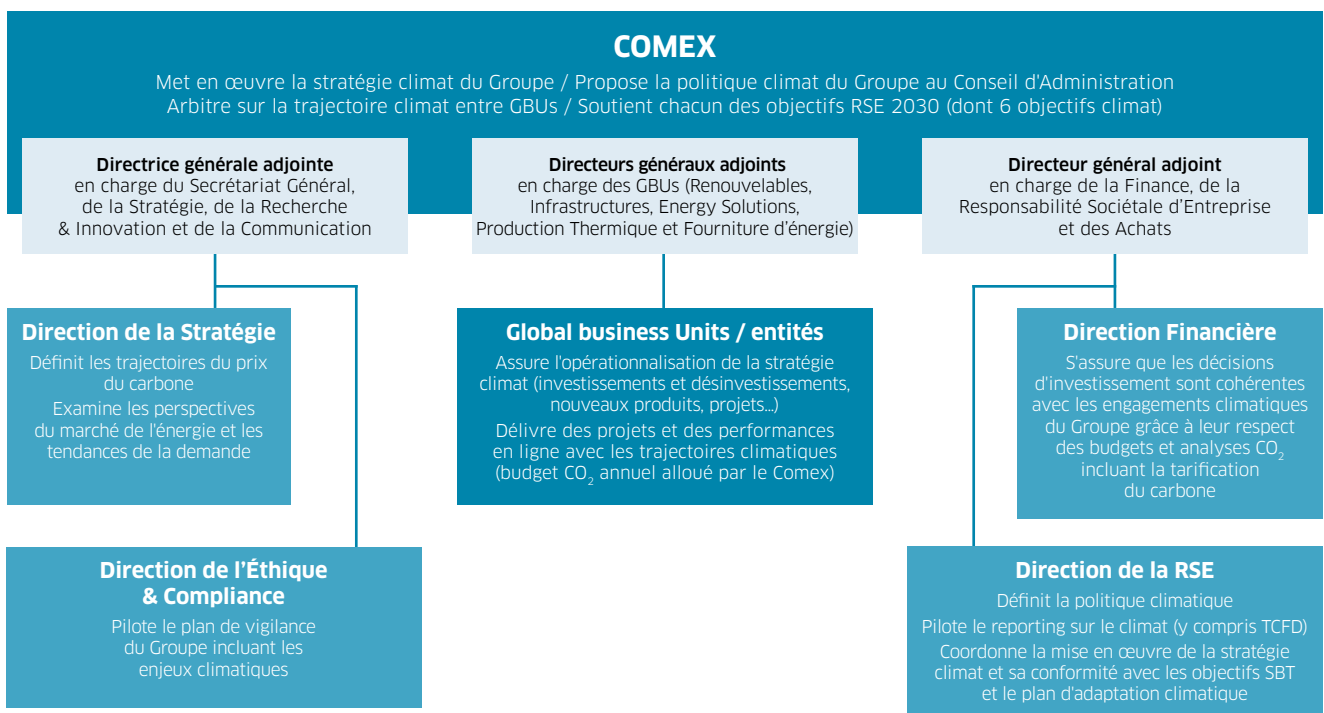 COMEX
Met en œuvre la stratégie climat du Groupe / Propose la politique climat du Groupe au Conseil d'Administration
Arbitre sur la trajectoire climat entre GBUs / Soutient chacun des objectifs RSE 2030 (dont 6 objectifs climat)
Directrice générale adjointe
en charge du Secrétariat Général,
de la Stratégie, de la Recherche
& Innovation et de la Communication
Directeurs généraux adjoints
en charge des GBUs (Renouvelables,
Infrastructures, Energy Solutions,
Production Thermique et Fourniture d'énergie)
Directeur général adjoint
en charge de la Finance, de la
Responsabilité Sociétale d'Entreprise
et des Achats
Direction de la Stratégie
Définit les trajectoires du prix
du carbone
Examine les perspectives
du marché de l'énergie et les
tendances de la demande
Global business Units / entités
Assure l'opérationnalisation de la stratégie
climat (investissements et désinvestissements,
nouveaux produits, projets...)
Délivre des projets et des performances
en ligne avec les trajectoires climatiques
(budget CO₂ annuel alloué par le Comex)
Direction Financière
S'assure que les décisions
d'investissement sont cohérentes
avec les engagements climatiques
du Groupe grâce à leur respect
des budgets et analyses CO₂
incluant la tarification
du carbone
Direction de l'Éthique
& Compliance
Pilote le plan de vigilance
du Groupe incluant les
enjeux climatiques
Direction de la RSE
Définit la politique climatique
Pilote le reporting sur le climat (y compris TCFD)
Coordonne la mise en œuvre de la stratégie
climat et sa conformité avec les objectifs SBT
et le plan d'adaptation climatique